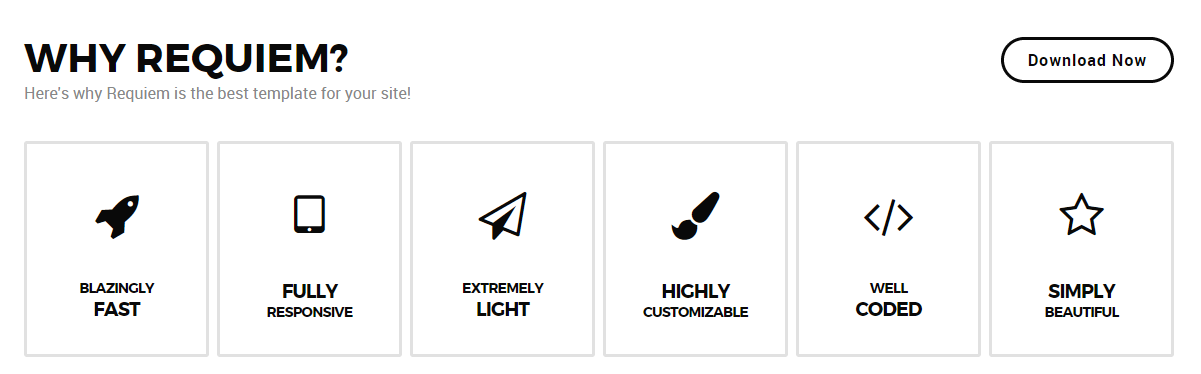 WHY REQUIEM?
Download Now
Here's why Requiem is the best template for your site!
BLAZINGLY
FAST
FULLY
RESPONSIVE
EXTREMELY
LIGHT
HIGHLY
CUSTOMIZABLE
WELL
CODED
SIMPLY
BEAUTIFUL